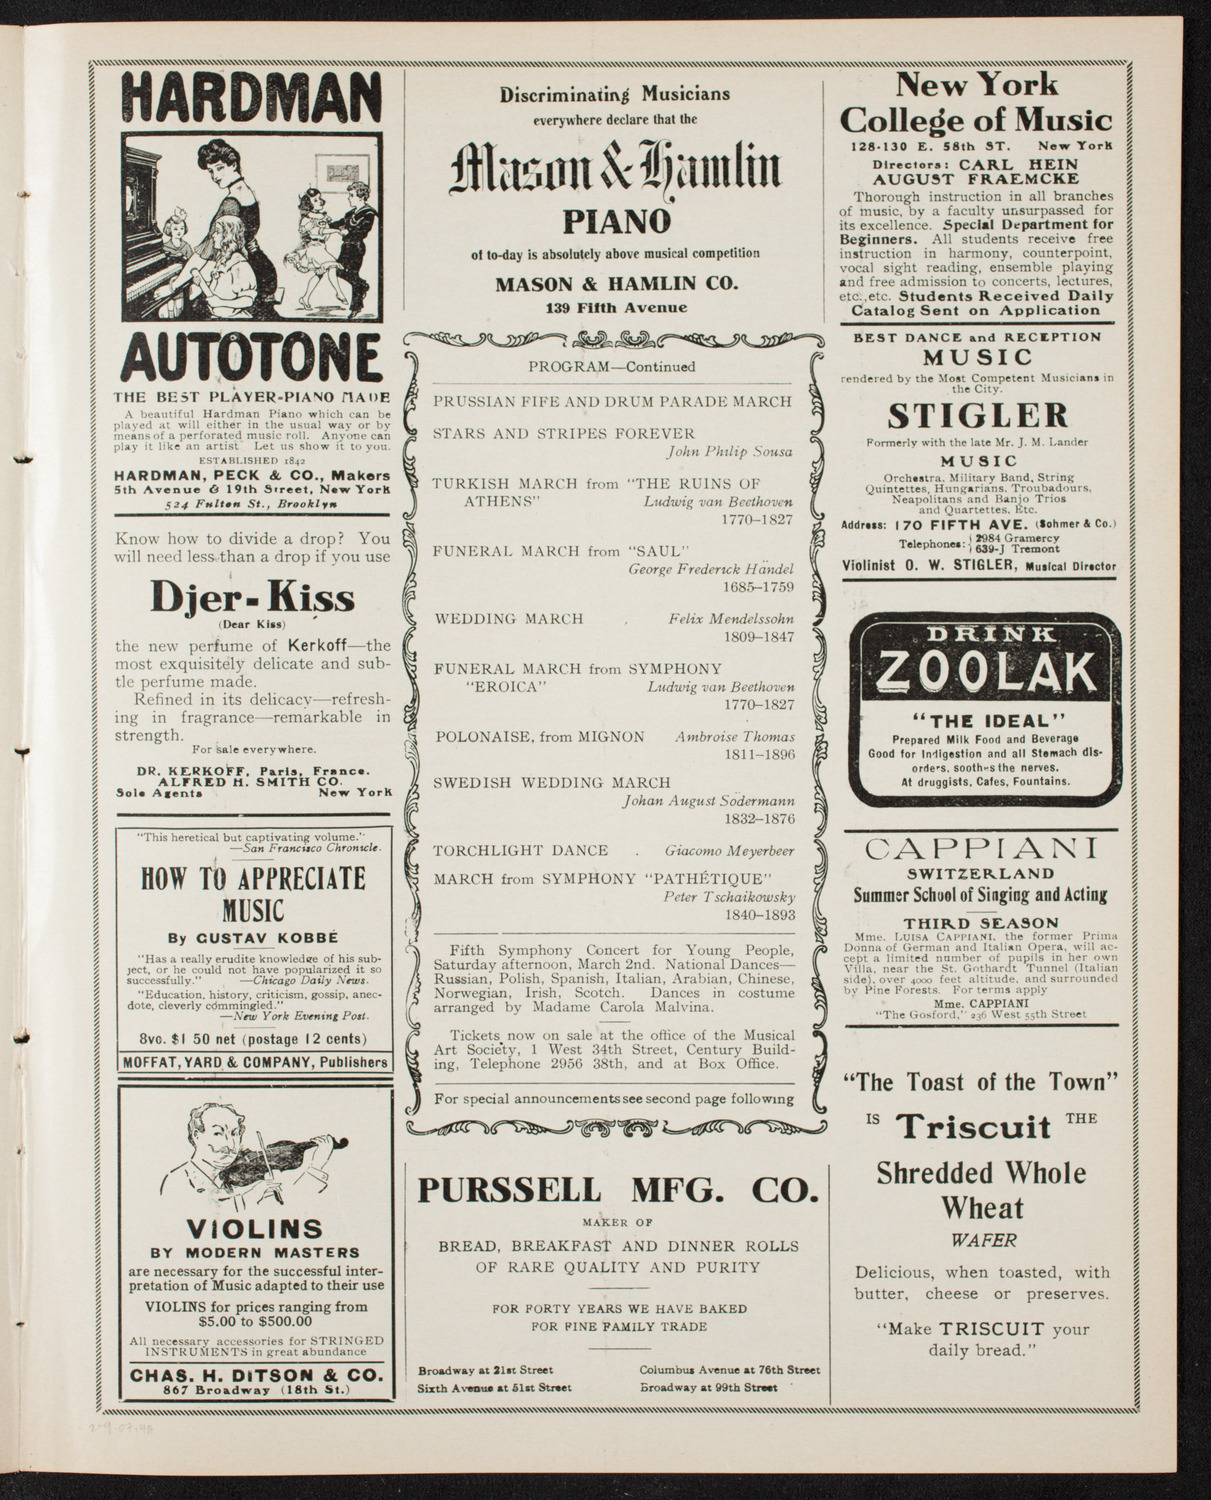 HARDMAN
AUTOTONE
THE BEST PLAYER-PIANO MADE
A beautiful Hardman Piano which can be
played at will either in the usual way or by
means of a perforated music roll. Anyone can
play it like an artist Let us show it to you.
ESTABLISHED 1842
HARDMAN, PECK & CO., Makers
5th Avenue & 19th Street, New York
524 Fulton St., Brooklyn
Know how to divide a drop? You
will need less than a drop if you use
Djer-Kiss
(Dear Kiss)
the new perfume of Kerkoff—the
most exquisitely delicate and sub-
tle perfume made.
Refined in its delicacy—refresh-
ing in fragrance—remarkable in
strength.
For sale everywhere.
DR. KERKOFF, Paris, France.
ALFRED H. SMITH CO.
Sole Agents New York
"This heretical but captivating volume."
—San Francisco Chronicle.
HOW TO APPRECIATE
MUSIC
By GUSTAV KOBBÉ
"Has a really erudite knowledge of his sub-
ject, or he could not have popularized it so
successfully." —Chicago Daily News.
"Education, history, criticism, gossip, anec-
dote, cleverly commingled."
—New York Evening Post.
8vo. $1 50 net (postage 12 cents)
MOFFAT, YARD & COMPANY, Publishers
VIOLINS
BY MODERN MASTERS
are necessary for the successful inter-
pretation of Music adapted to their use
VIOLINS for prices ranging from
$5.00 to $500.00
All necessary accessories for STRINGED
INSTRUMENTS in great abundance
CHAS. H. DITSON & CO.
867 Broadway (18th St.)
Discriminating Musicians
everywhere declare that the
Mason & Hamlin
PIANO
of to-day is absolutely above musical competition
MASON & HAMLIN CO.
139 Fifth Avenue
PROGRAM—Continued
PRUSSIAN FIFE AND DRUM PARADE MARCH
STARS AND STRIPES FOREVER
John Philip Sousa
TURKISH MARCH from "THE RUINS OF
ATHENS" Ludwig van Beethoven
1770–1827
FUNERAL MARCH from "SAUL"
George Frederick Händel
1685–1759
WEDDING MARCH . Felix Mendelssohn
1809–1847
FUNERAL MARCH from SYMPHONY
"EROICA" Ludwig van Beethoven
1770–1827
POLONAISE, from MIGNON Ambroise Thomas
1811–1896
SWEDISH WEDDING MARCH
Johan August Södermann
1832–1876
TORCHLIGHT DANCE . Giacomo Meyerbeer
MARCH from SYMPHONY "PATHÉTIQUE"
Peter Tschaikowsky
1840–1893
Fifth Symphony Concert for Young People,
Saturday afternoon, March 2nd. National Dances—
Russian, Polish, Spanish, Italian, Arabian, Chinese,
Norwegian, Irish, Scotch. Dances in costume
arranged by Madame Carola Malvina.
Tickets now on sale at the office of the Musical
Art Society, 1 West 34th Street, Century Build-
ing, Telephone 2956 38th, and at Box Office.
For special announcements see second page following
PURSSELL MFG. CO.
MAKER OF
BREAD, BREAKFAST AND DINNER ROLLS
OF RARE QUALITY AND PURITY
FOR FORTY YEARS WE HAVE BAKED
FOR FINE FAMILY TRADE
Broadway at 21st Street Columbus Avenue at 76th Street
Sixth Avenue at 51st Street Broadway at 99th Street
New York
College of Music
128-130 E. 58th ST. New York
Directors: CARL HEIN
AUGUST FRAEMCKE
Thorough instruction in all branches
of music, by a faculty unsurpassed for
its excellence. Special Department for
Beginners. All students receive free
instruction in harmony, counterpoint,
vocal sight reading, ensemble playing
and free admission to concerts, lectures,
etc., etc. Students Received Daily
Catalog Sent on Application
BEST DANCE and RECEPTION
MUSIC
rendered by the Most Competent Musicians in
the City.
STIGLER
Formerly with the late Mr. J. M. Lander
MUSIC
Orchestra, Military Band, String
Quintettes, Hungarians, Troubadours,
Neapolitans and Banjo Trios
and Quartettes, Etc.
Address: 170 FIFTH AVE. (Sohmer & Co.)
Telephones: { 2984 Gramercy
639-J Tremont
Violinist O. W. STIGLER, Musical Director
DRINK
ZOOLAK
"THE IDEAL"
Prepared Milk Food and Beverage
Good for Indigestion and all Stomach dis-
orders, soothes the nerves.
At druggists, Cafes, Fountains.
CAPPIANI
SWITZERLAND
Summer School of Singing and Acting
THIRD SEASON
Mme. LUISA CAPPIANI, the former Prima
Donna of German and Italian Opera, will ac-
cept a limited number of pupils in her own
Villa, near the St. Gothardt Tunnel (Italian
side), over 4000 feet altitude, and surrounded
by Pine Forests. For terms apply
Mme. CAPPIANI
"The Gosford," 236 West 55th Street
"The Toast of the Town"
IS Triscuit THE
Shredded Whole
Wheat
WAFER
Delicious, when toasted, with
butter, cheese or preserves.
"Make TRISCUIT your
daily bread."